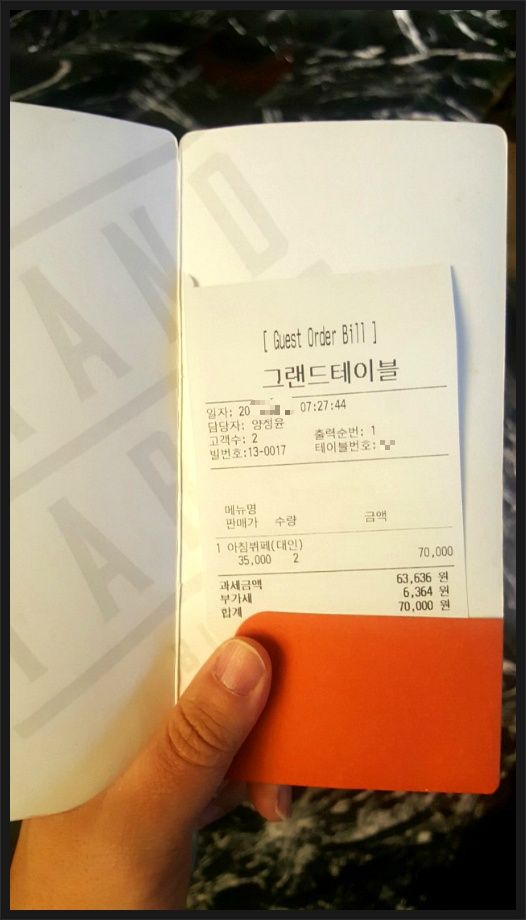 AND
TAB
[ Guest Order Bill ]
그랜드테이블
일자: 20 07:27:44
담당자: 양정윤
고객수: 2 출력순번: 1
빌번호:13-0017 테이블번호:
메뉴명
판매가 수량 금액
1 아침뷔페(대인)
35,000 2 70,000
과세금액 63,636 원
부가세 6,364 원
합계 70,000 원